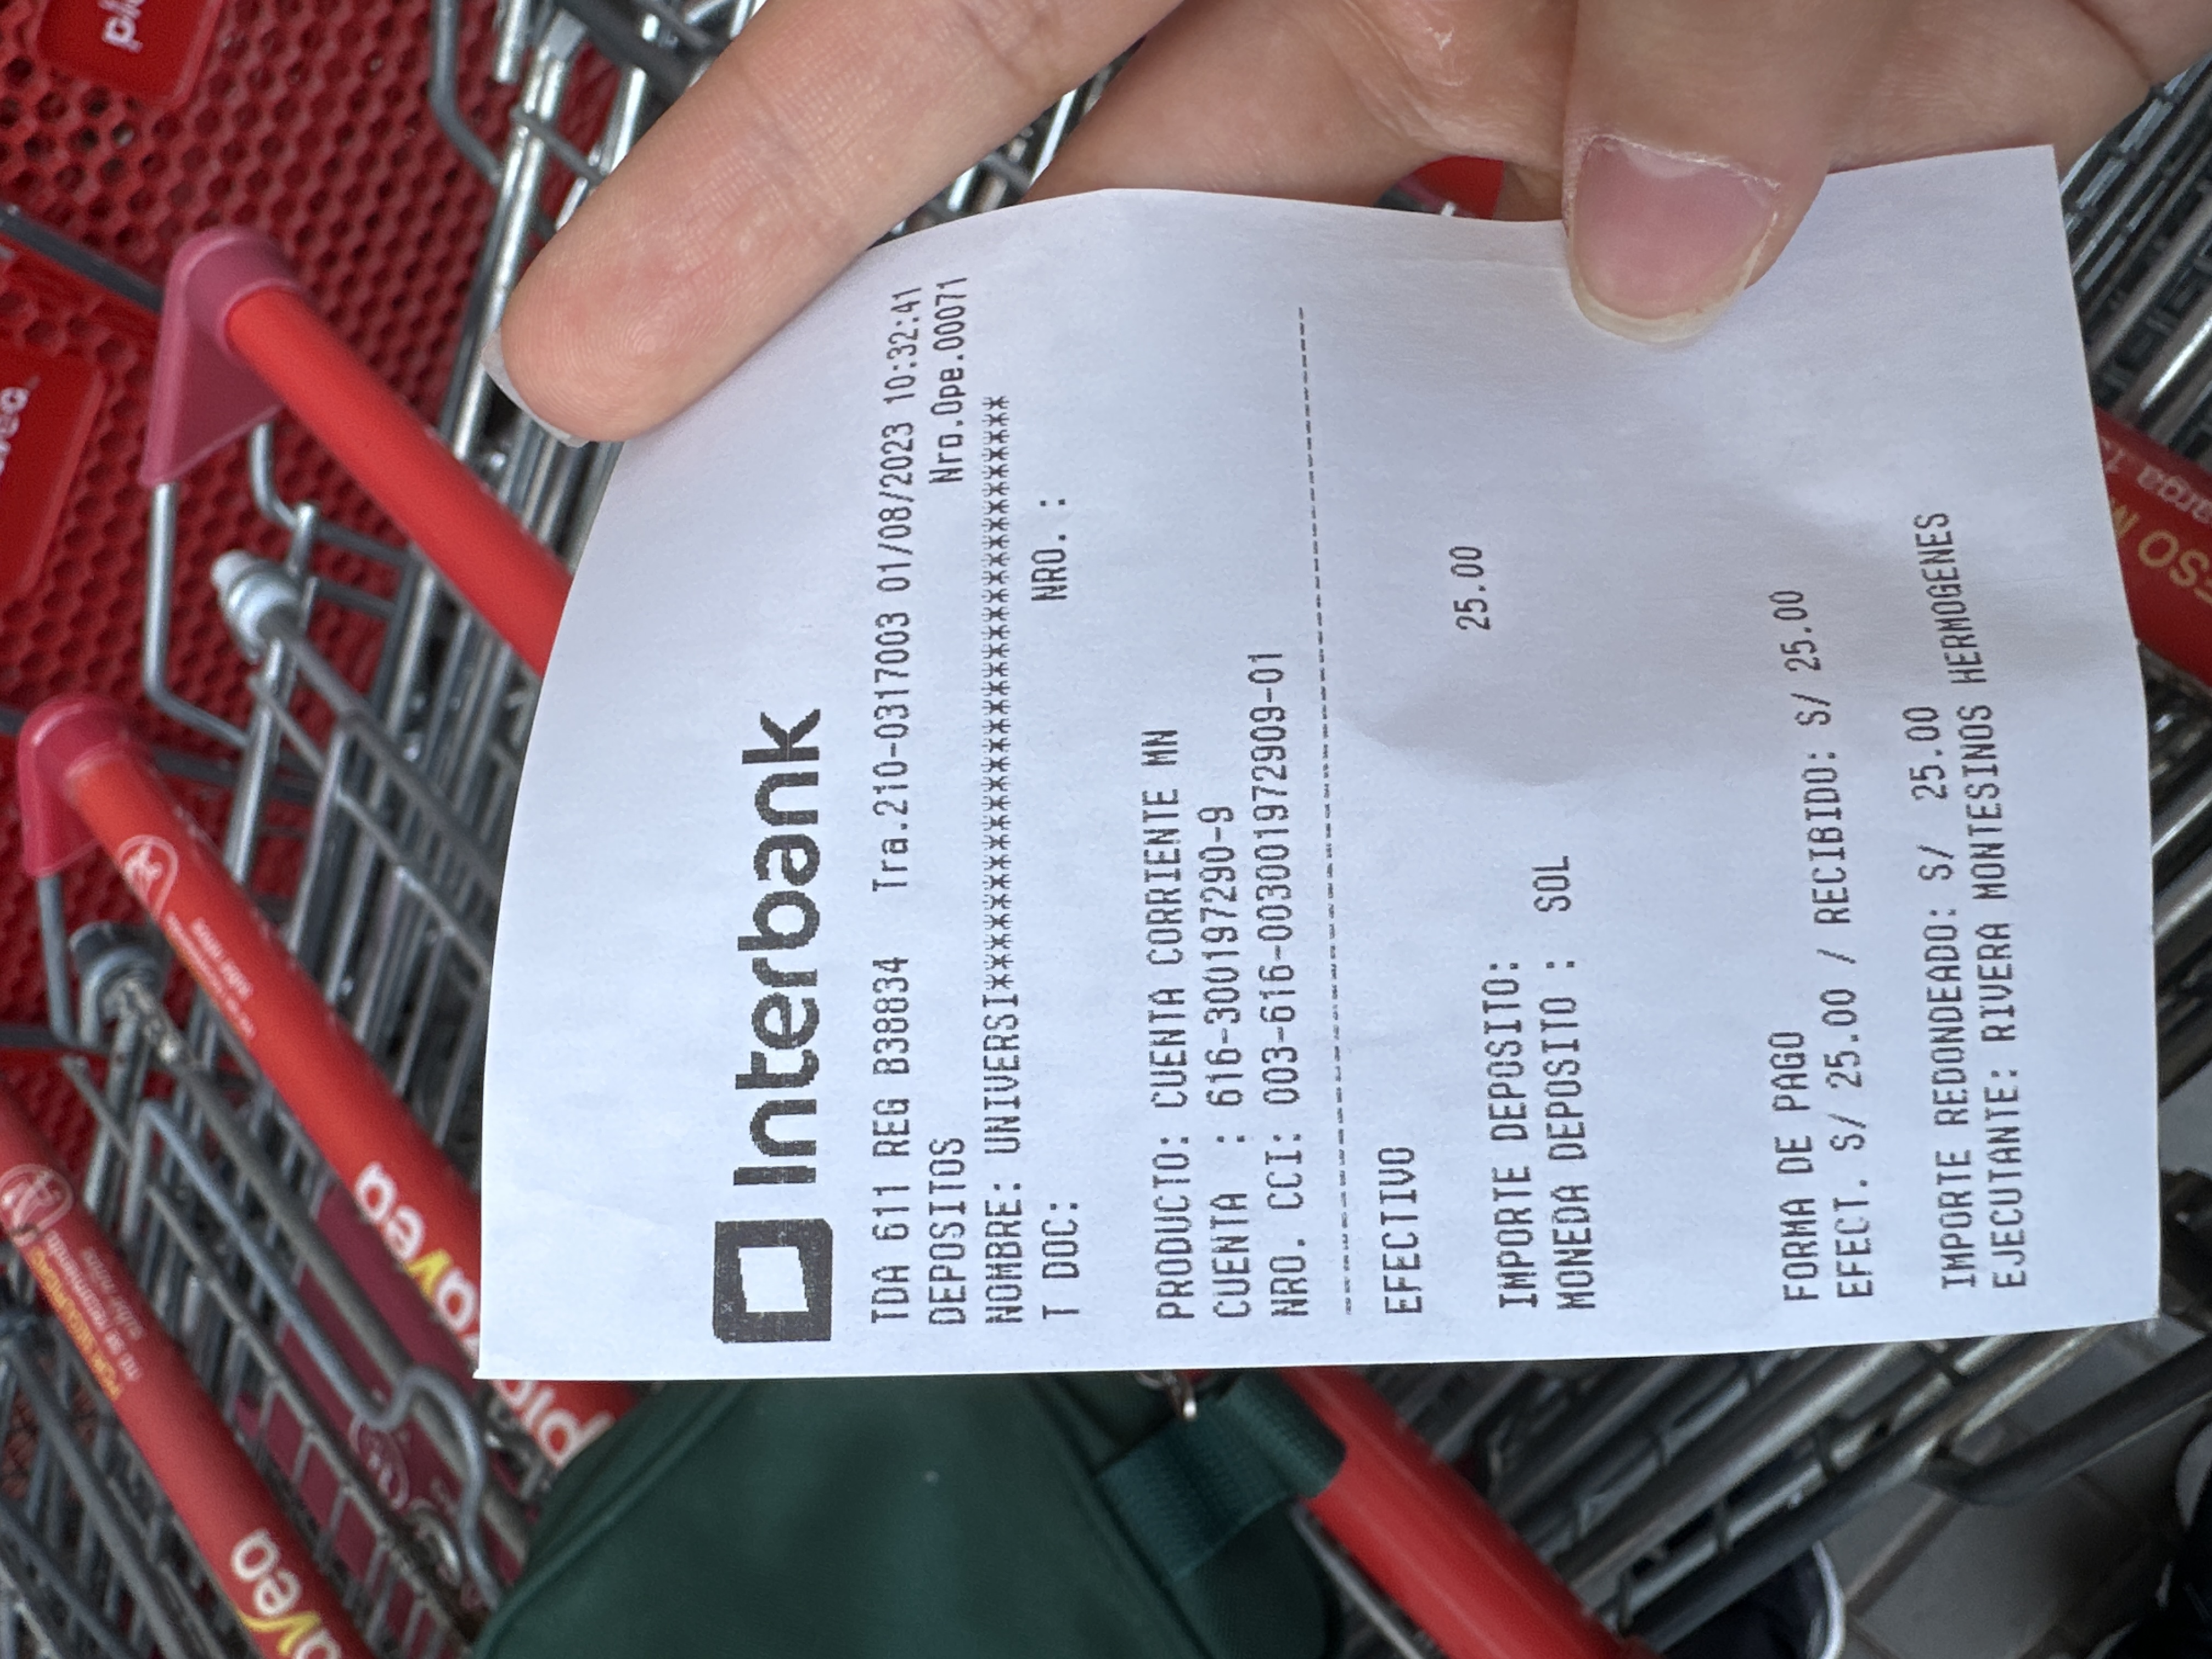 Interbank
TDA 611 REG B38834 Tra.210-0317003 01/08/2023 10:32:41
DEPOSITOS Nro.Ope.00071
NOMBRE: UNIVERSI******************************
T DOC: NRO. :
PRODUCTO: CUENTA CORRIENTE MN
CUENTA : 616-300197290-9
NRO. CCI: 003-616-003001972909-01
EFECTIVO
IMPORTE DEPOSITO: 25.00
MONEDA DEPOSITO : SOL
FORMA DE PAGO
EFECT. S/ 25.00 / RECIBIDO: S/ 25.00
IMPORTE REDONDEADO: S/ 25.00
EJECUTANTE: RIVERA MONTESINOS HERMOGENES